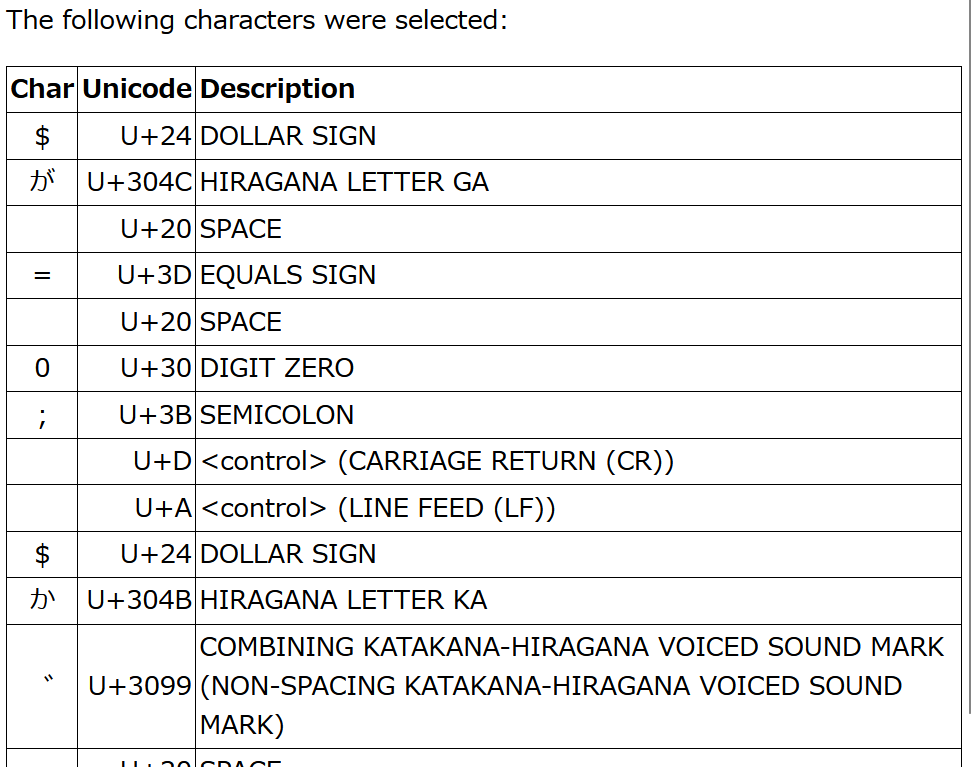 The following characters were selected:
Char Unicode Description
$ U+24 DOLLAR SIGN
が U+304C HIRAGANA LETTER GA
U+20 SPACE
= U+3D EQUALS SIGN
U+20 SPACE
0 U+30 DIGIT ZERO
; U+3B SEMICOLON
U+D <control> (CARRIAGE RETURN (CR))
U+A <control> (LINE FEED (LF))
$ U+24 DOLLAR SIGN
か U+304B HIRAGANA LETTER KA
COMBINING KATAKANA-HIRAGANA VOICED SOUND MARK
゙ U+3099 (NON-SPACING KATAKANA-HIRAGANA VOICED SOUND
MARK)
U+20 SPACE